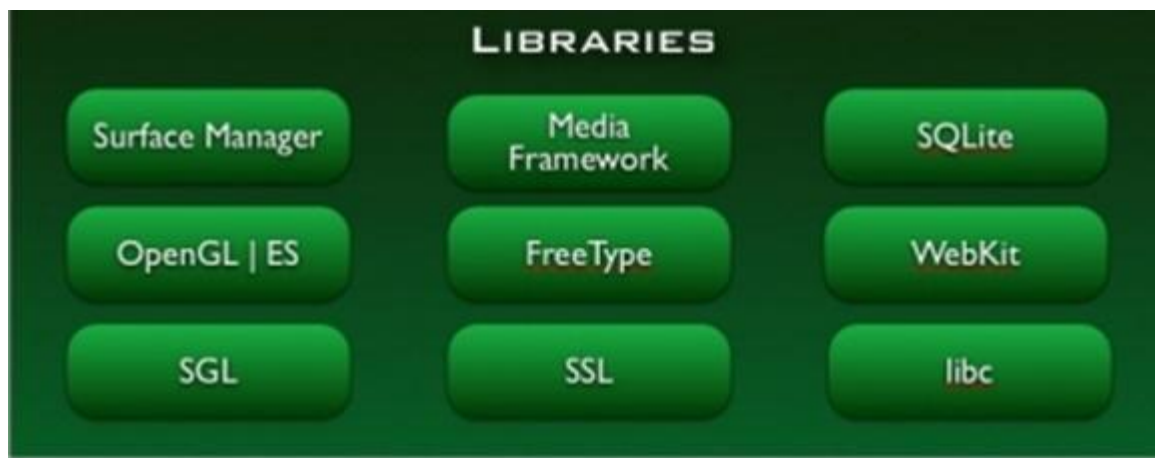 LIBRARIES
Surface Manager
Media
Framework
SQLite
OpenGL | ES
FreeType
WebKit
SGL
SSL
libc